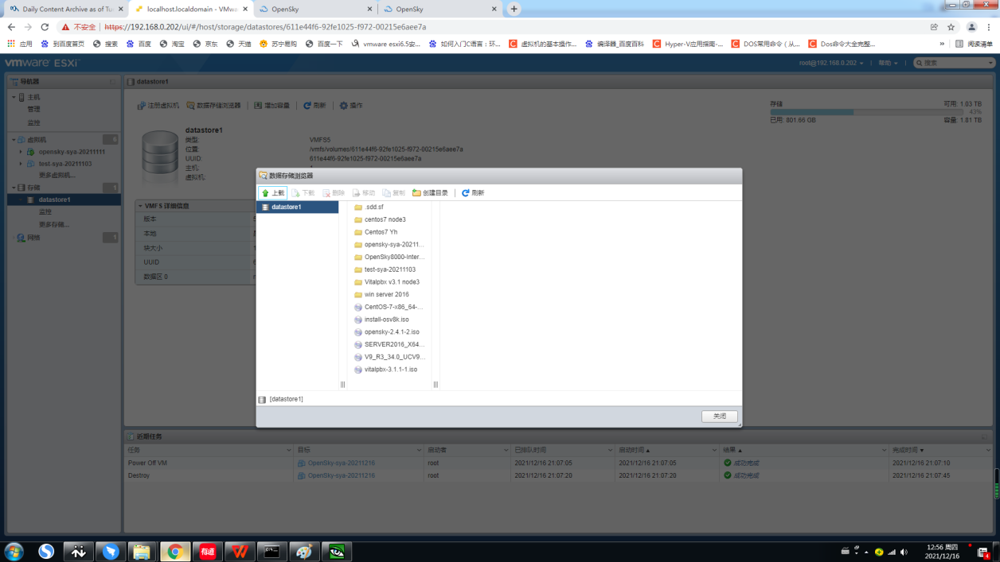 Daily Content Archive as of Tu
localhost.localdomain - VMwa
OpenSky
OpenSky
不安全 https://192.168.0.202/ui/#/host/storage/datastores/611e44f6-92fe1025-f972-00215e6aee7a
应用 到百度首页 搜索 百度 淘宝 京东 天猫 苏宁易购 百度一下 vmware esxi6.5安... 如何入门C语言：环... 虚拟机的基本操作... 编译器_百度百科 Hyper-V应用指南-... DOS常用命令（从... Dos命令大全完整... » 阅读清单
vmware ESXi
root@192.168.0.202 | 帮助 | 搜索
导航器
主机
管理
监控
虚拟机 6
opensky-sya-20211111
test-sya-20211103
更多虚拟机...
存储 1
datastore1
监控
更多存储...
网络 1
datastore1
注册虚拟机 数据存储浏览器 | 增加容量 | 刷新 | 操作
datastore1
类型: VMFS5
位置: /vmfs/volumes/611e44f6-92fe1025-f972-00215e6aee7a
UUID: 611e44f6-92fe1025-f972-00215e6aee7a
主机:
虚拟机:
存储 可用: 1.03 TB
43%
已用: 801.66 GB 容量: 1.81 TB
VMFS 详细信息
版本
本地
块大小
UUID
数据区 0
数据存储浏览器
上载 下载 删除 移动 复制 创建目录 | 刷新
datastore1
.sdd.sf
centos7 node3
Centos7 Yh
opensky-sya-20211...
OpenSky8000-Inter...
test-sya-20211103
Vitalpbx v3.1 node3
win server 2016
CentOS-7-x86_64-...
install-osv8k.iso
opensky-2.4.1-2.iso
SERVER2016_X64...
V9_R3_34.0_UCV9...
vitalpbx-3.1.1-1.iso
[datastore1]
关闭
近期任务
任务 目标 启动者 已排队时间 启动时间 结果 完成时间
Power Off VM OpenSky-sya-20211216 root 2021/12/16 21:07:05 2021/12/16 21:07:05 成功完成 2021/12/16 21:07:10
Destroy OpenSky-sya-20211216 root 2021/12/16 21:07:20 2021/12/16 21:07:20 成功完成 2021/12/16 21:07:45
有道
12:56 周四
2021/12/16
4